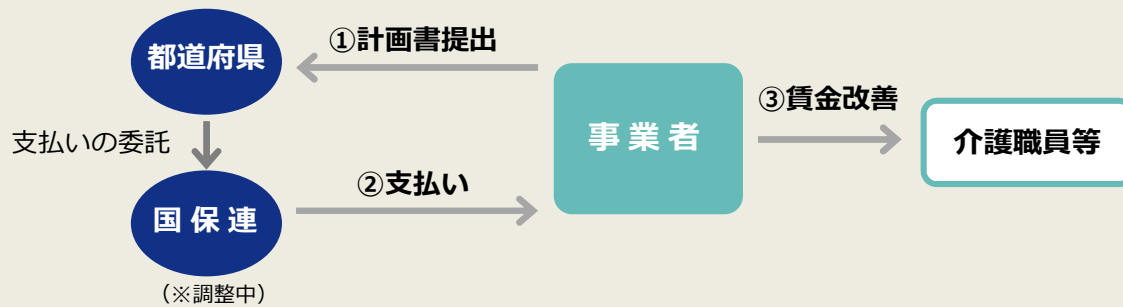 都道府県
①計画書提出
事業者
③賃金改善
介護職員等
支払いの委託
②支払い
国保連
（※調整中）